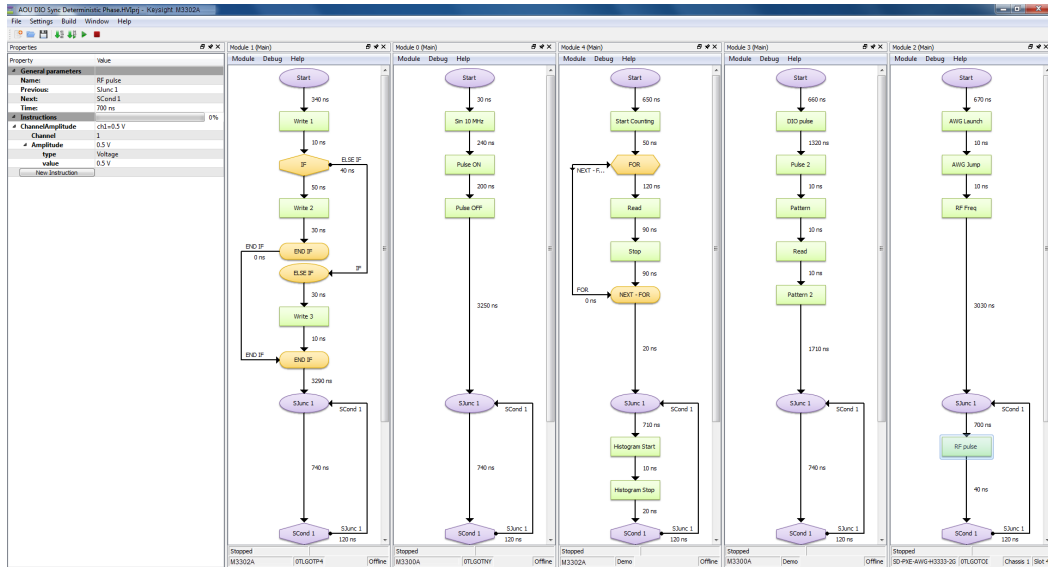 AOU DIO Sync Deterministic Phase.HVIprj - Keysight M3302A
File Settings Build Window Help
Properties
Property Value
General parameters
Name: RF pulse
Previous: SJunc 1
Next: SCond 1
Time: 700 ns
Instructions 0%
ChannelAmplitude ch1=0.5 V
Channel 1
Amplitude 0.5 V
type Voltage
value 0.5 V
New Instruction
Module 1 (Main)
Module Debug Help
Start
340 ns
Write 1
10 ns
IF
ELSE IF
40 ns
50 ns
Write 2
30 ns
END IF
0 ns
END IF
ELSE IF
IF
30 ns
Write 3
10 ns
END IF
END IF
3290 ns
SJunc 1
SCond 1
740 ns
SCond 1
SJunc 1
120 ns
Stopped
M3302A 0TLGOTP4 Offline
Module 0 (Main)
Module Debug Help
Start
30 ns
Sin 10 MHz
240 ns
Pulse ON
200 ns
Pulse OFF
3250 ns
SJunc 1
SCond 1
740 ns
SCond 1
SJunc 1
120 ns
Stopped
M3300A 0TLGOTNY Offline
Module 4 (Main)
Module Debug Help
Start
650 ns
Start Counting
50 ns
FOR
NEXT - F...
120 ns
Read
90 ns
Stop
90 ns
FOR
0 ns
NEXT - FOR
20 ns
SJunc 1
SCond 1
710 ns
Histogram Start
10 ns
Histogram Stop
20 ns
SCond 1
SJunc 1
120 ns
Stopped
M3302A Demo Offline
Module 3 (Main)
Module Debug Help
Start
660 ns
DIO pulse
1320 ns
Pulse 2
10 ns
Pattern
10 ns
Read
10 ns
Pattern 2
1710 ns
SJunc 1
SCond 1
740 ns
SCond 1
SJunc 1
120 ns
Stopped
M3300A Demo Offline
Module 2 (Main)
Module Debug Help
Start
670 ns
AWG Launch
10 ns
AWG Jump
10 ns
RF Freq
3030 ns
SJunc 1
SCond 1
700 ns
RF pulse
40 ns
SCond 1
SJunc 1
120 ns
Stopped
SD-PXE-AWG-H3333-2G 0TLGOTOI Chassis 1 Slot 4